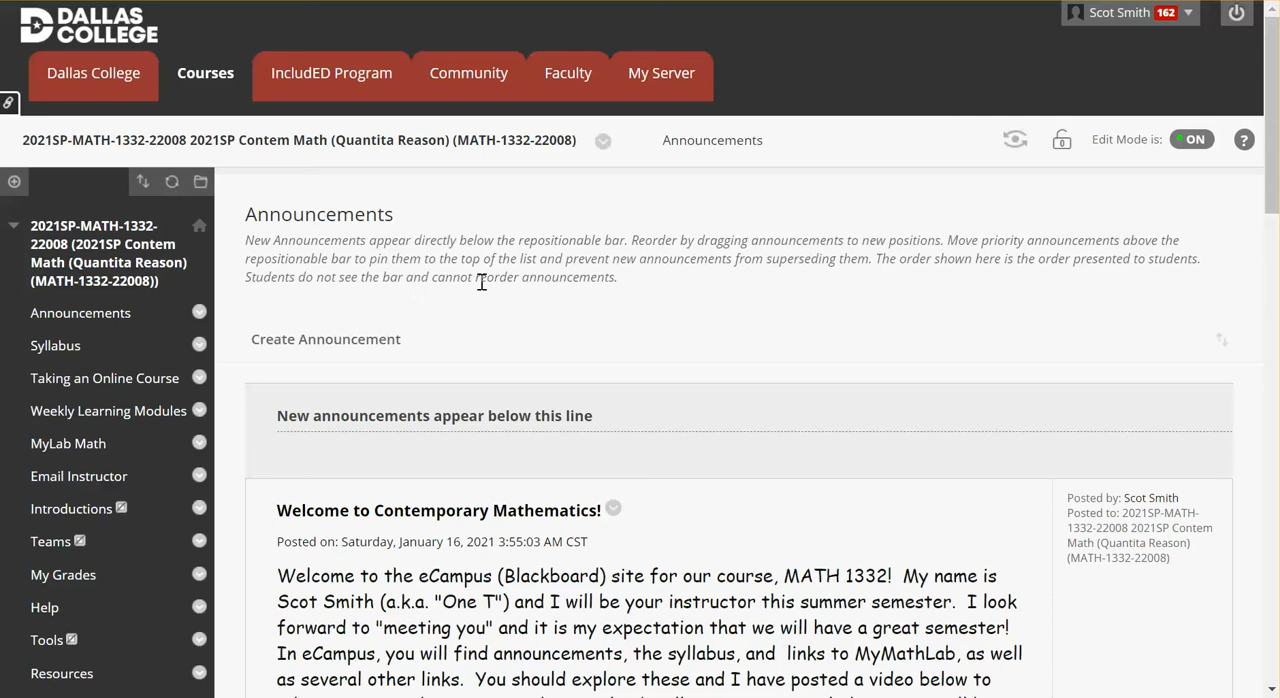 DALLAS
COLLEGE
Scot Smith 162
Dallas College
Courses
IncludED Program
Community
Faculty
My Server
2021SP-MATH-1332-22008 2021SP Contem Math (Quantita Reason) (MATH-1332-22008)
Announcements
0
Edit Mode is:
ON
?
2021SP-MATH-1332-
22008 (2021SP Contem
Math (Quantita Reason)
(MATH-1332-22008))
Announcements
Syllabus
Taking an Online Course
Weekly Learning Modules
MyLab Math
Email Instructor
Introductions
Teams
My Grades
Help
Tools
Resources
Announcements
New Announcements appear directly below the repositionable bar. Reorder by dragging announcements to new positions. Move priority announcements above the
repositionable bar to pin them to the top of the list and prevent new announcements from superseding them. The order shown here is the order presented to students.
Students do not see the bar and cannot reorder announcements.
Create Announcement
New announcements appear below this line
Welcome to Contemporary Mathematics!
Posted on: Saturday, January 16, 2021 3:55:03 AM CST
Welcome to the eCampus (Blackboard) site for our course, MATH 1332! My name is
Scot Smith (a.k.a. "One T") and I will be your instructor this summer semester. I look
forward to "meeting you" and it is my expectation that we will have a great semester!
In eCampus, you will find announcements, the syllabus, and links to MyMathLab, as well
as several other links. You should explore these and I have posted a video below to
Posted by: Scot Smith
Posted to: 2021SP-MATH-
1332-22008 2021SP Contem
Math (Quantita Reason)
(MATH-1332-22008)